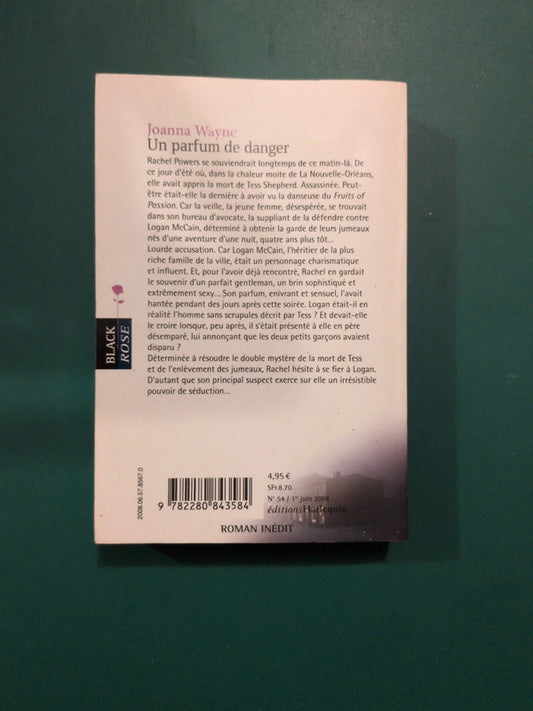 Joanna Wayne
Un parfum de danger
Rachel Powers se souviendrait longtemps de ce matin-là. De
ce jour d'été où, dans la chaleur moite de La Nouvelle-Orléans,
elle avait appris la mort de Tess Shepherd. Assassinée. Peut-
être était-elle la dernière à avoir vu la danseuse du Fruits of
Passion. Car la veille, la jeune femme, désespérée, se trouvait
dans son bureau d'avocate, la suppliant de la défendre contre
Logan McCain, déterminé à obtenir la garde de leurs jumeaux
nés d'une aventure d'une nuit, quatre ans plus tôt...
Lourde accusation. Car Logan McCain, l'héritier de la plus
riche famille de la ville, était un personnage charismatique
et influent. Et, pour l'avoir déjà rencontré, Rachel en gardait
le souvenir d'un parfait gentleman, un brin sophistiqué et
extrêmement sexy... Son parfum, enivrant et sensuel, l'avait
hantée pendant des jours après cette soirée. Logan était-il en
réalité l'homme sans scrupules décrit par Tess ? Et devait-elle
le croire lorsque, peu après, il s'était présenté à elle en père
désemparé, lui annonçant que les deux petits garçons avaient
disparu ?
Déterminée à résoudre le double mystère de la mort de Tess
et de l'enlèvement des jumeaux, Rachel hésite à se fier à Logan.
D'autant que son principal suspect exerce sur elle un irrésistible
pouvoir de séduction...
BLACK
ROSE
2008.06.57.8567.0
9 782280 843584
4,95 €
SFr.8.70
N° 54 / 1er juin 2008
éditionsHarlequin
ROMAN INÉDIT